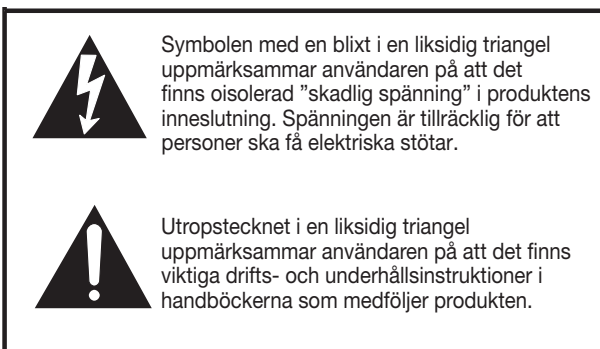 Symbolen med en blixt i en liksidig triangel
uppmärksammar användaren på att det
finns oisolerad ”skadlig spänning” i produktens
inneslutning. Spänningen är tillräcklig för att
personer ska få elektriska stötar.
Utropstecknet i en liksidig triangel
uppmärksammar användaren på att det finns
viktiga drifts- och underhållsinstruktioner i
handböckerna som medföljer produkten.